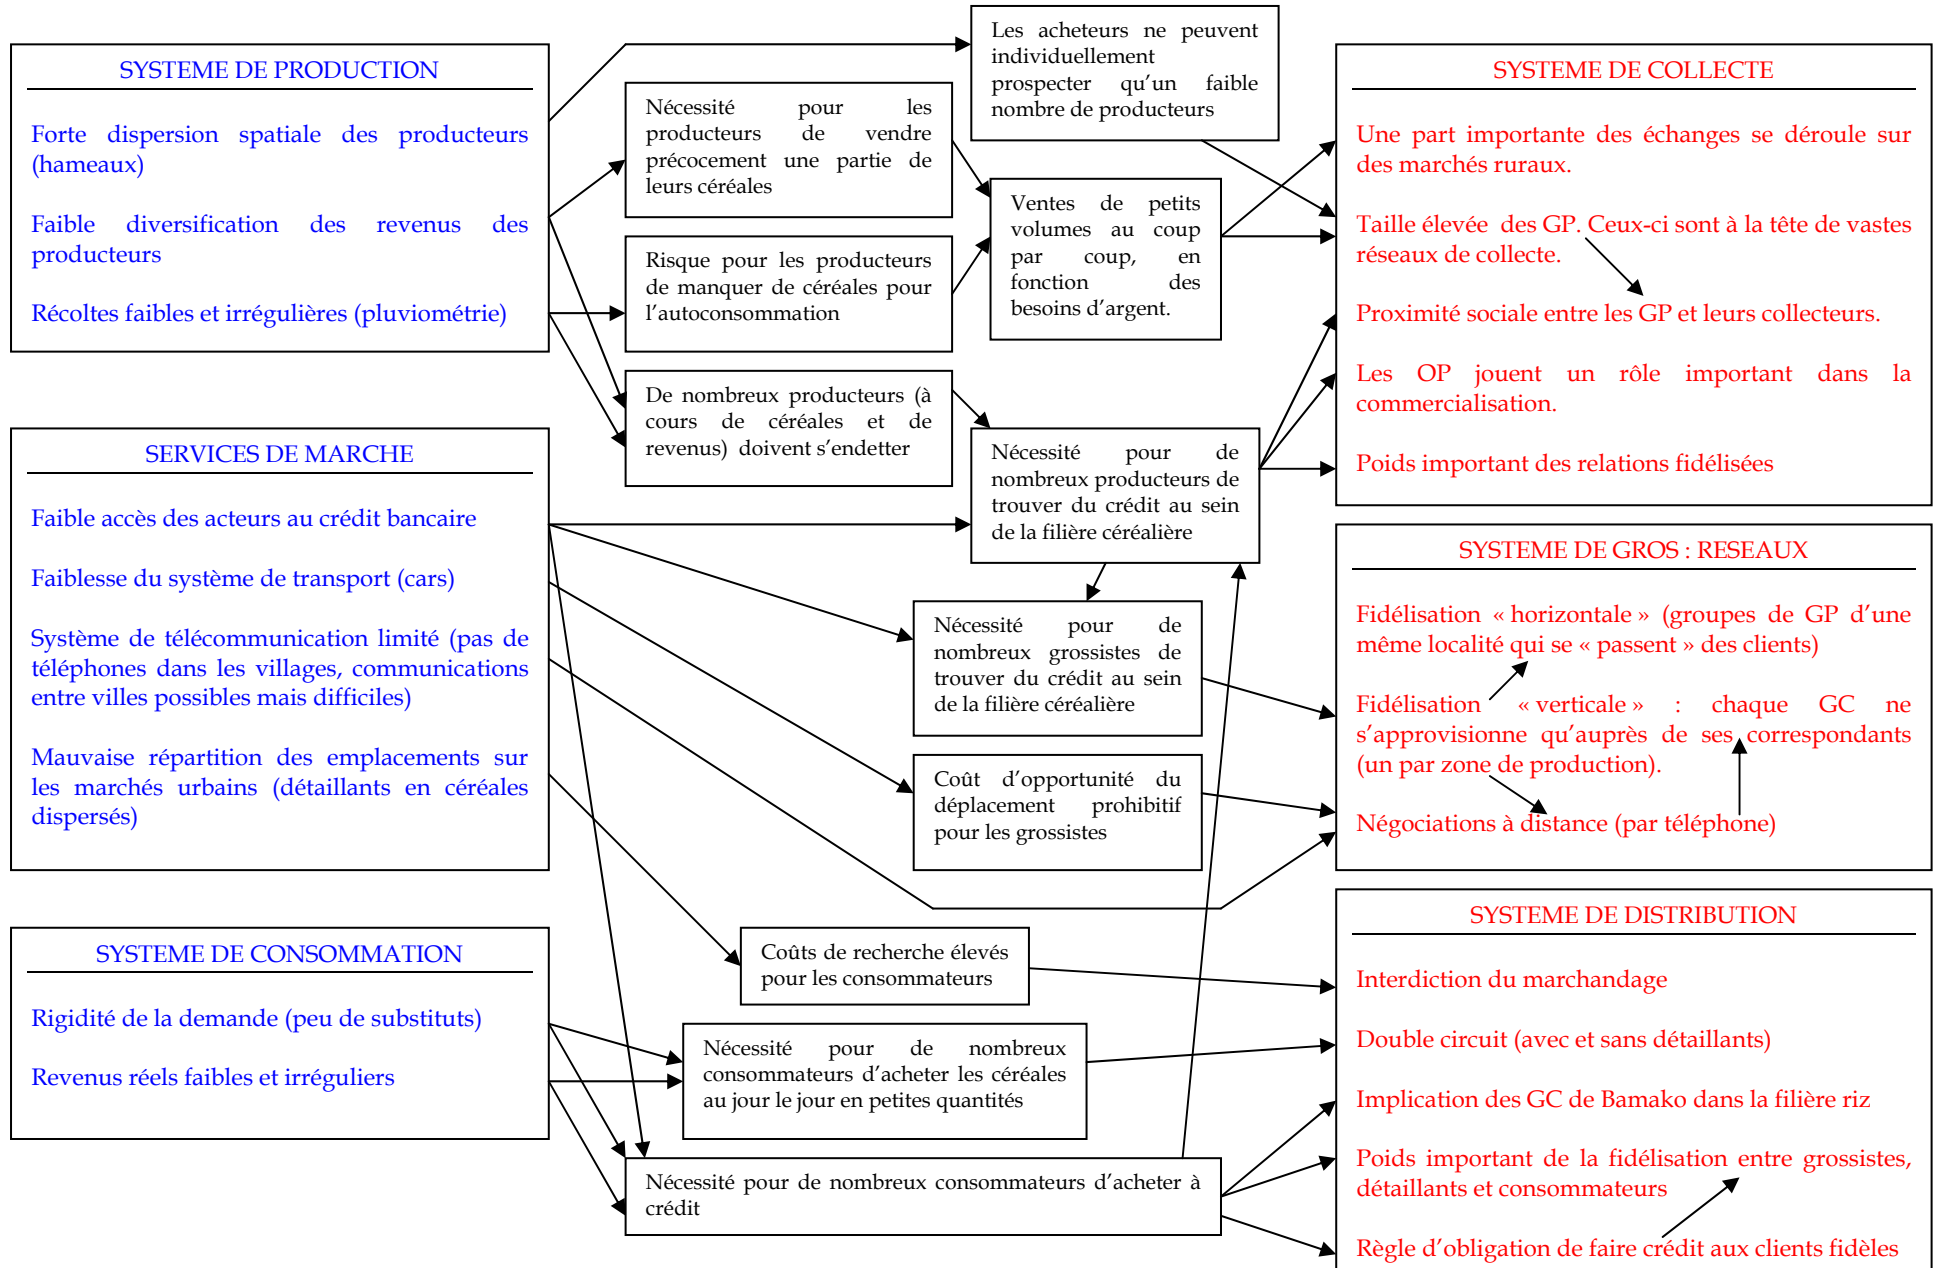 SYSTEME DE PRODUCTION
Forte dispersion spatiale des producteurs
(hameaux)
Faible diversification des revenus des
producteurs
Récoltes faibles et irrégulières (pluviométrie)
SERVICES DE MARCHE
Faible accès des acteurs au crédit bancaire
Faiblesse du système de transport (cars)
Système de télécommunication limité (pas de
téléphones dans les villages, communications
entre villes possibles mais difficiles)
Mauvaise répartition des emplacements sur
les marchés urbains (détaillants en céréales
dispersés)
SYSTEME DE CONSOMMATION
Rigidité de la demande (peu de substituts)
Revenus réels faibles et irréguliers
Les acheteurs ne peuvent
individuellement
prospecter qu’un faible
nombre de producteurs
Nécessité pour les
producteurs de vendre
précocement une partie de
leurs céréales
Risque pour les producteurs
de manquer de céréales pour
l’autoconsommation
De nombreux producteurs (à
cours de céréales et de
revenus) doivent s’endetter
Ventes de petits
volumes au coup
par coup, en
fonction des
besoins d’argent.
Nécessité pour de
nombreux producteurs de
trouver du crédit au sein
de la filière céréalière
Nécessité pour de
nombreux grossistes de
trouver du crédit au sein
de la filière céréalière
Coût d’opportunité du
déplacement prohibitif
pour les grossistes
Coûts de recherche élevés
pour les consommateurs
Nécessité pour de nombreux
consommateurs d’acheter les céréales
au jour le jour en petites quantités
Nécessité pour de nombreux consommateurs d’acheter à
crédit
SYSTEME DE COLLECTE
Une part importante des échanges se déroule sur
des marchés ruraux.
Taille élevée des GP. Ceux-ci sont à la tête de vastes
réseaux de collecte.
Proximité sociale entre les GP et leurs collecteurs.
Les OP jouent un rôle important dans la
commercialisation.
Poids important des relations fidélisées
SYSTEME DE GROS : RESEAUX
Fidélisation « horizontale » (groupes de GP d’une
même localité qui se « passent » des clients)
Fidélisation « verticale » : chaque GC ne
s’approvisionne qu’auprès de ses correspondants
(un par zone de production).
Négociations à distance (par téléphone)
SYSTEME DE DISTRIBUTION
Interdiction du marchandage
Double circuit (avec et sans détaillants)
Implication des GC de Bamako dans la filière riz
Poids important de la fidélisation entre grossistes,
détaillants et consommateurs
Règle d’obligation de faire crédit aux clients fidèles